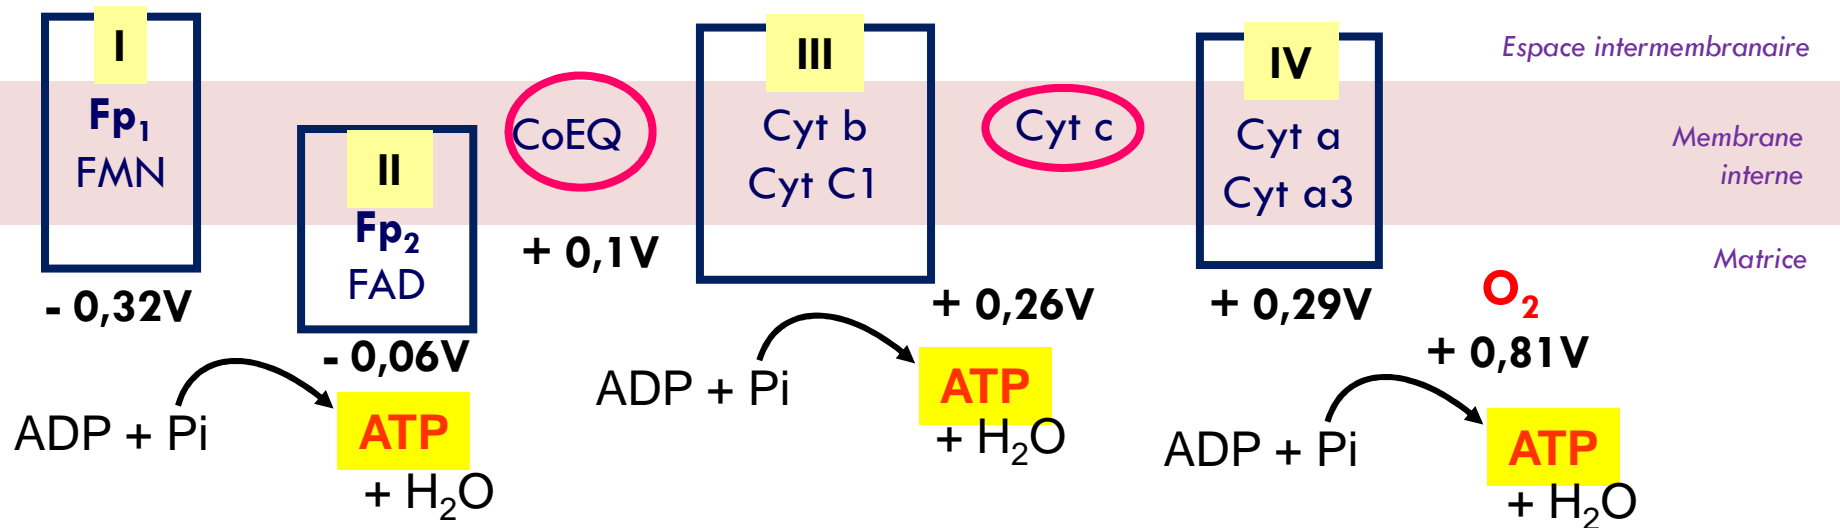 I
Fp₁
FMN
- 0,32V
II
Fp₂
FAD
- 0,06V
CoEQ
+ 0,1V
III
Cyt b
Cyt C1
Cyt c
+ 0,26V
IV
Cyt a
Cyt a3
+ 0,29V
O₂
+ 0,81V
Espace intermembranaire
Membrane
interne
Matrice
ADP + Pi
ATP
+ H₂O
ADP + Pi
ATP
+ H₂O
ADP + Pi
ATP
+ H₂O